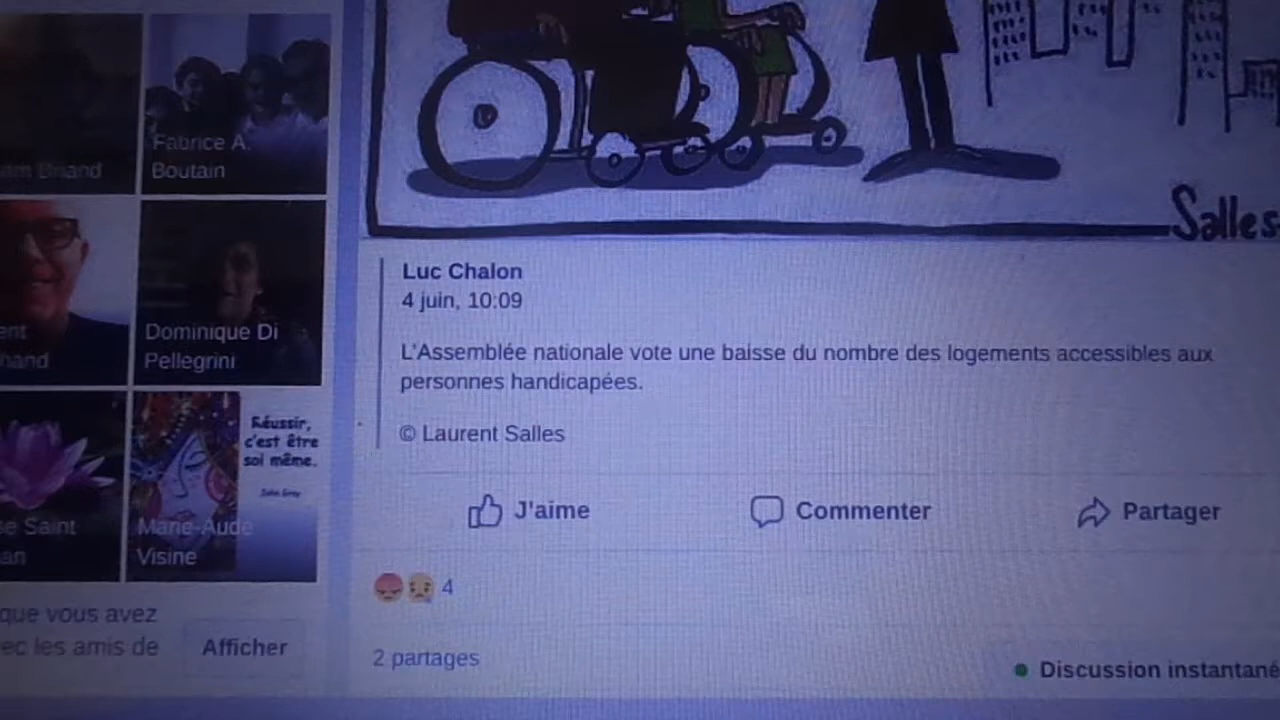 Fabrice A.
Boutain
Dominique Di
Pellegrini
Réussir,
c'est être
soi même.
Saint
Marie-Aude
Visine
que vous avez
les amis de
Afficher
Salles
Luc Chalon
4 juin, 10:09
L'Assemblée nationale vote une baisse du nombre des logements accessibles aux
personnes handicapées.
© Laurent Salles
J'aime
Commenter
Partager
4
2 partages
Discussion instantané